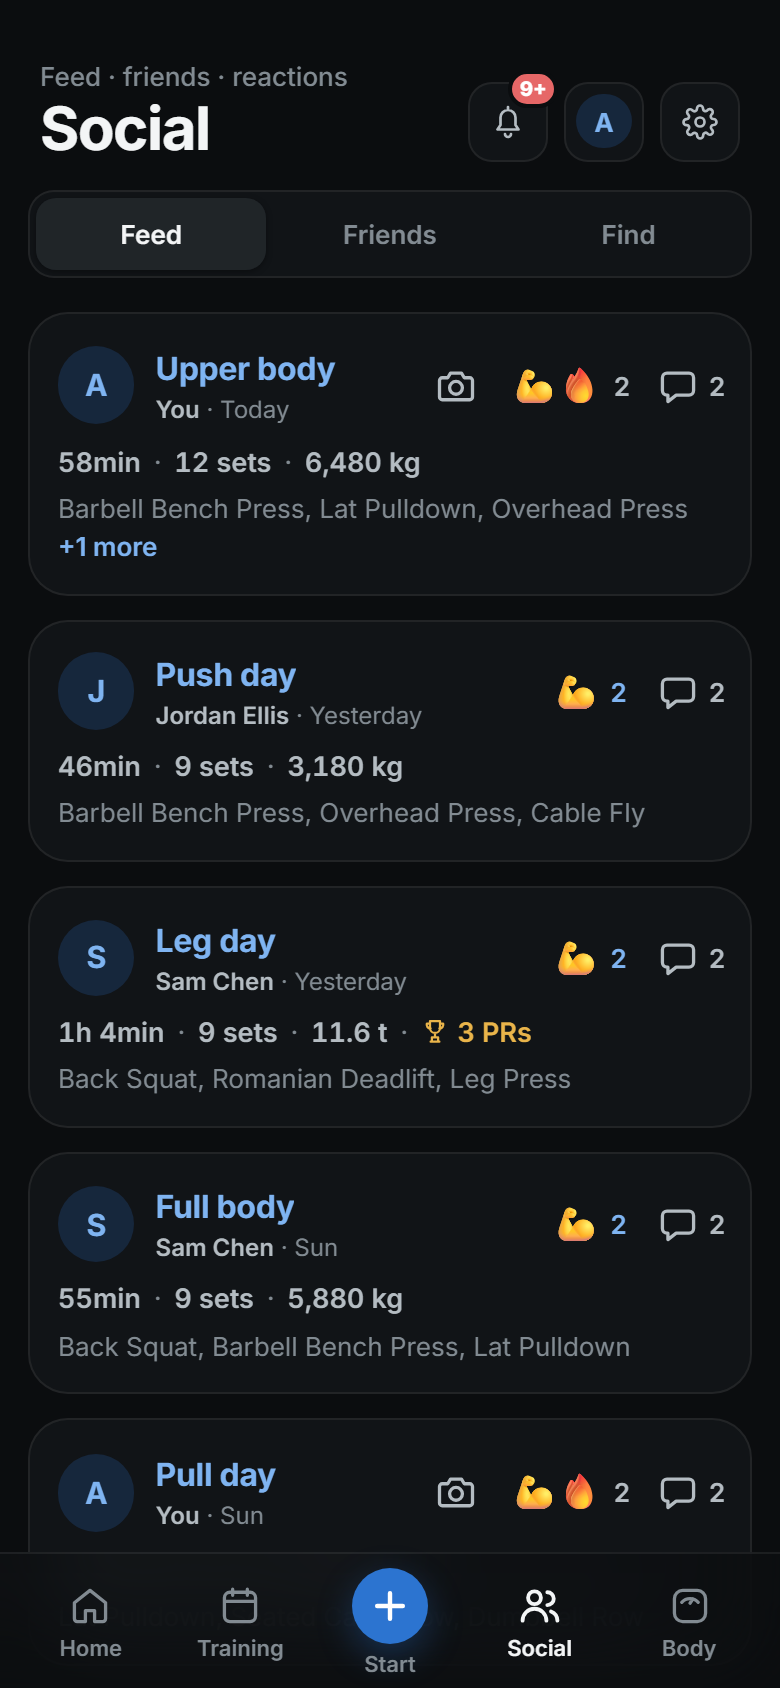 Feed · friends · reactions
Social
9+
A
Feed Friends Find
A
Upper body
You · Today
2 2
58min · 12 sets · 6,480 kg
Barbell Bench Press, Lat Pulldown, Overhead Press
+1 more
J
Push day
Jordan Ellis · Yesterday
2 2
46min · 9 sets · 3,180 kg
Barbell Bench Press, Overhead Press, Cable Fly
S
Leg day
Sam Chen · Yesterday
2 2
1h 4min · 9 sets · 11.6 t · 3 PRs
Back Squat, Romanian Deadlift, Leg Press
S
Full body
Sam Chen · Sun
2 2
55min · 9 sets · 5,880 kg
Back Squat, Barbell Bench Press, Lat Pulldown
A
Pull day
You · Sun
2 2
Home Training Start Social Body